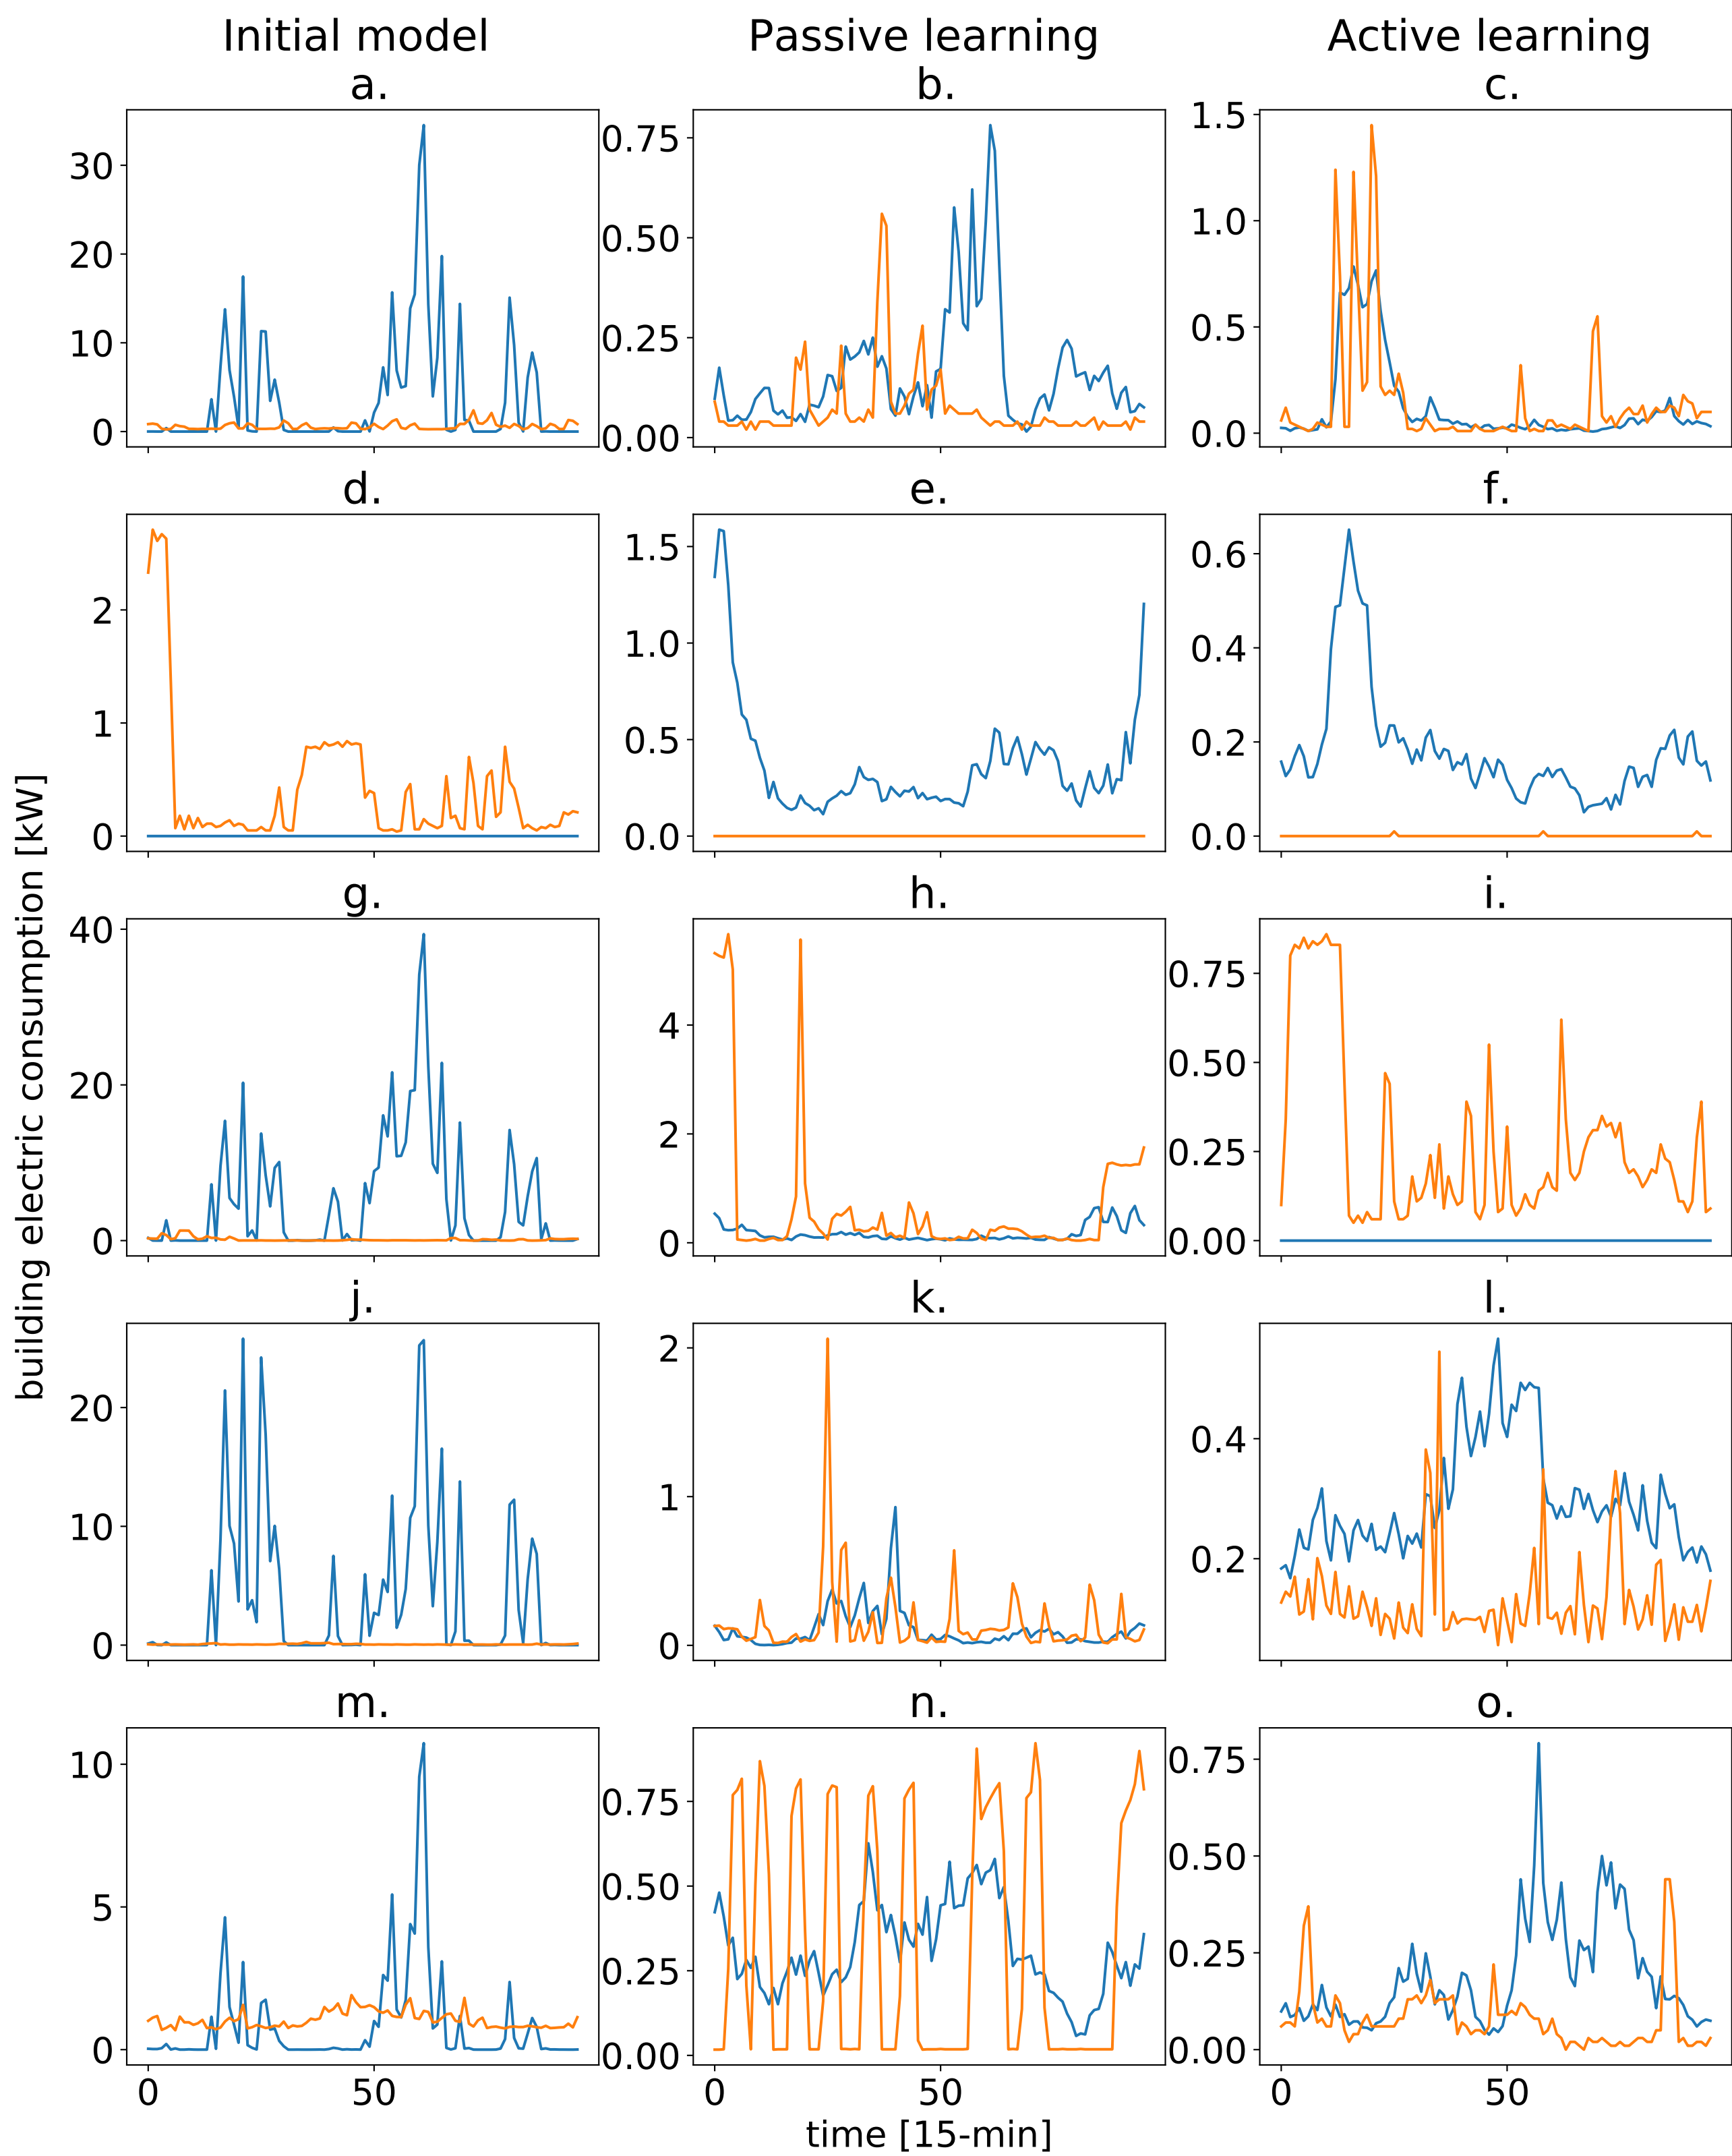 Initial model
Passive learning
Active learning
a.
b.
c.
30
20
10
0
0.75
0.50
0.25
0.00
1.5
1.0
0.5
0.0
d.
e.
f.
2
1
0
1.5
1.0
0.5
0.0
0.6
0.4
0.2
0.0
g.
h.
i.
40
20
0
4
2
0
0.75
0.50
0.25
0.00
j.
k.
l.
20
10
0
2
1
0
0.4
0.2
m.
n.
o.
10
5
0
0.75
0.50
0.25
0.00
0.75
0.50
0.25
0.00
0 50
0 50
0 50
time [15-min]
building electric consumption [kW]